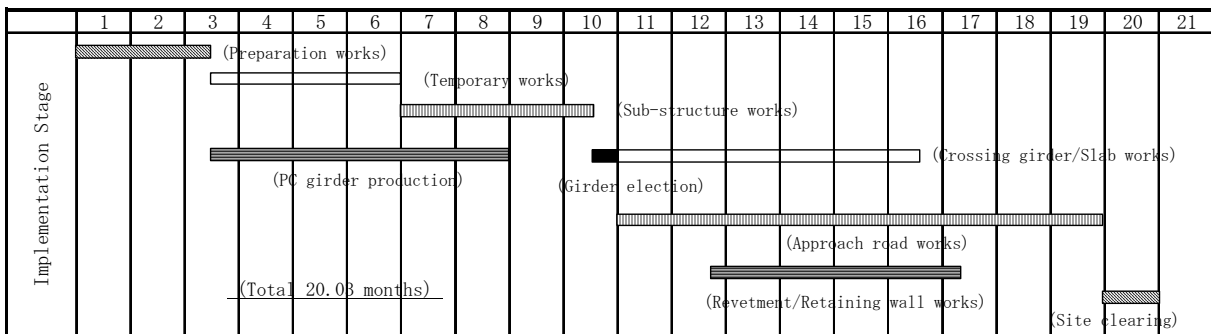 1 2 3 4 5 6 7 8 9 10 11 12 13 14 15 16 17 18 19 20 21
Implementation Stage
(Preparation works)
(Temporary works)
(Sub-structure works)
(PC girder production)
(Crossing girder/Slab works)
(Girder election)
(Approach road works)
(Total 20.03 months)
(Revetment/Retaining wall works)
(Site clearing)